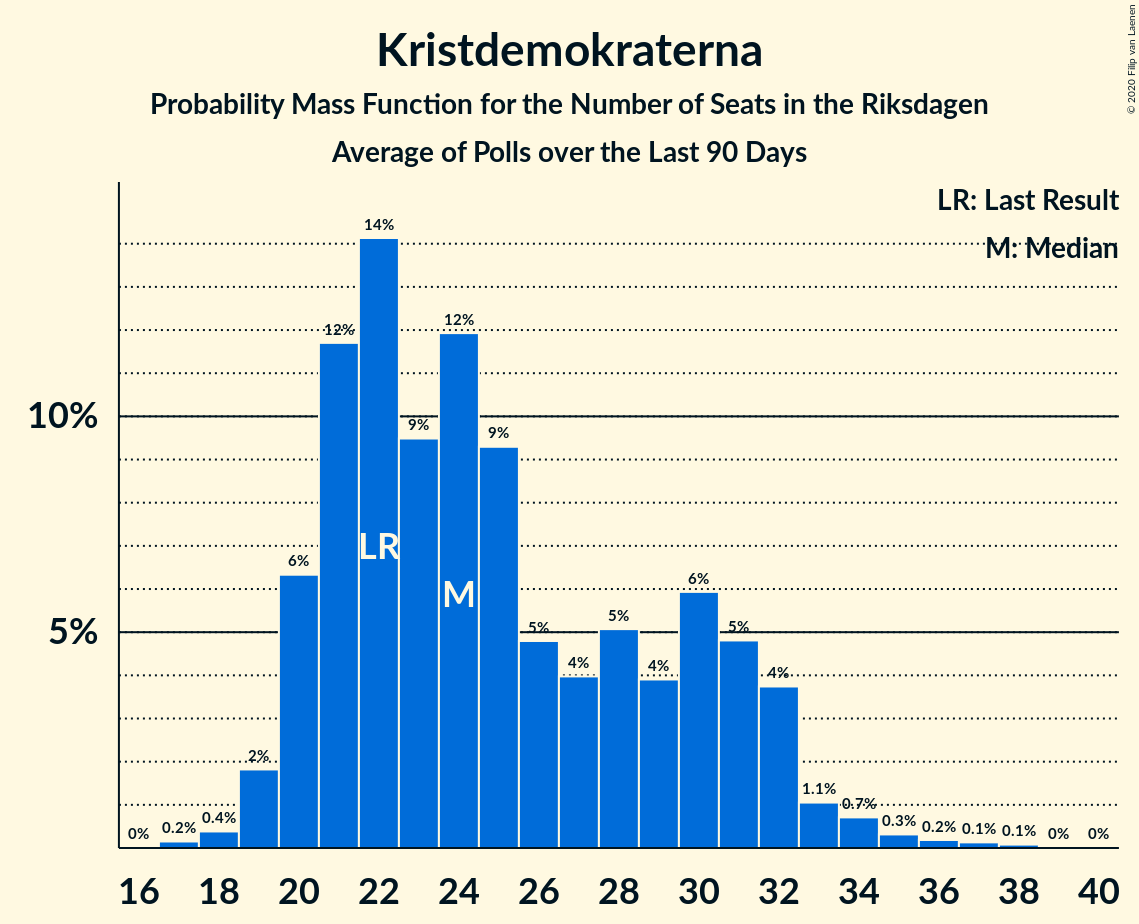 Kristdemokraterna
Probability Mass Function for the Number of Seats in the Riksdagen
Average of Polls over the Last 90 Days
© 2020 Filip van Laenen
LR: Last Result
M: Median
10%
5%
0% 0.2% 0.4% 2% 6% 12% 14% 9% 12% 9% 5% 4% 5% 4% 6% 5% 4% 1.1% 0.7% 0.3% 0.2% 0.1% 0.1% 0% 0%
LR
M
16 18 20 22 24 26 28 30 32 34 36 38 40